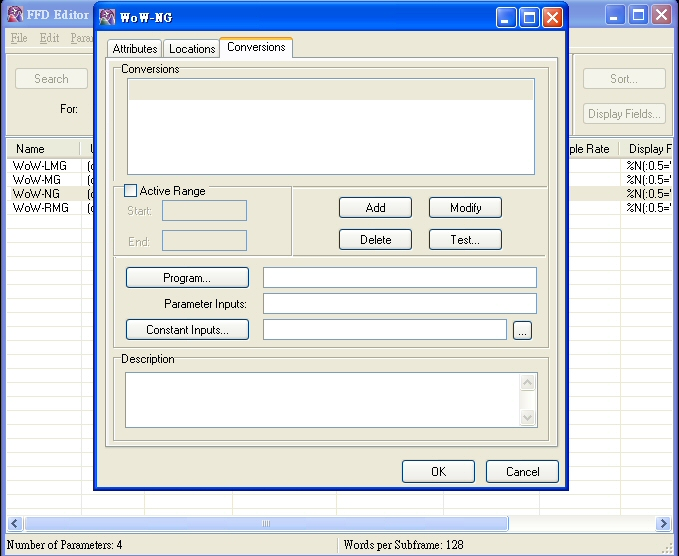 FFD Editor
WoW-NG
File Edit Para
Attributes Locations Conversions
Search
For:
Sort...
Display Fields...
Conversions
Name
ple Rate Display F
WoW-LMG %N(:0.5='
WoW-MG %N(:0.5='
WoW-NG %N(:0.5='
WoW-RMG %N(:0.5='
Active Range
Start:
End:
Add Modify
Delete Test...
Program...
Parameter Inputs:
Constant Inputs... ...
Description
OK Cancel
Number of Parameters: 4 Words per Subframe: 128